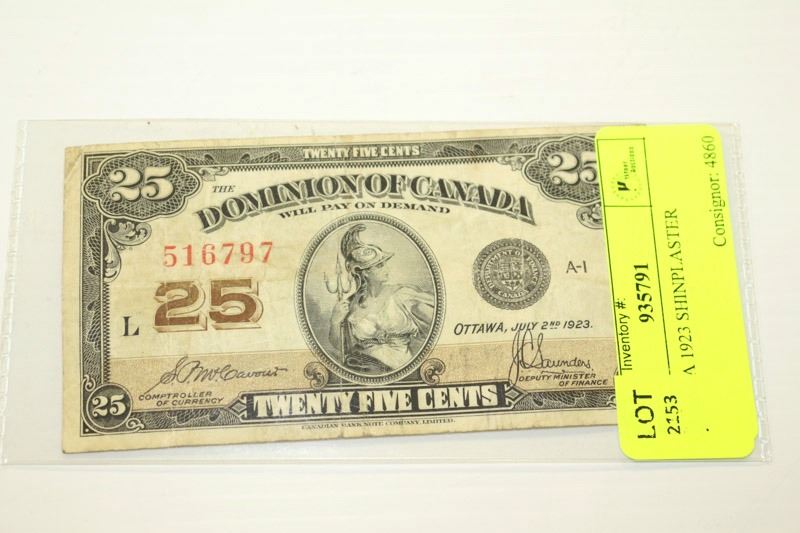 TWENTY FIVE CENTS
25
25
THE
DOMINION OF CANADA
WILL PAY ON DEMAND
516797
A-1
L 25
OTTAWA, JULY 2ND 1923.
J.C. Saunders
COMPTROLLER
OF CURRENCY
DEPUTY MINISTER
OF FINANCE
25
TWENTY FIVE CENTS
CANADIAN BANK NOTE COMPANY, LIMITED.
LOT
2153
Inventory #:
935791
A 1923 SHINPLASTER
Consignor: 4860